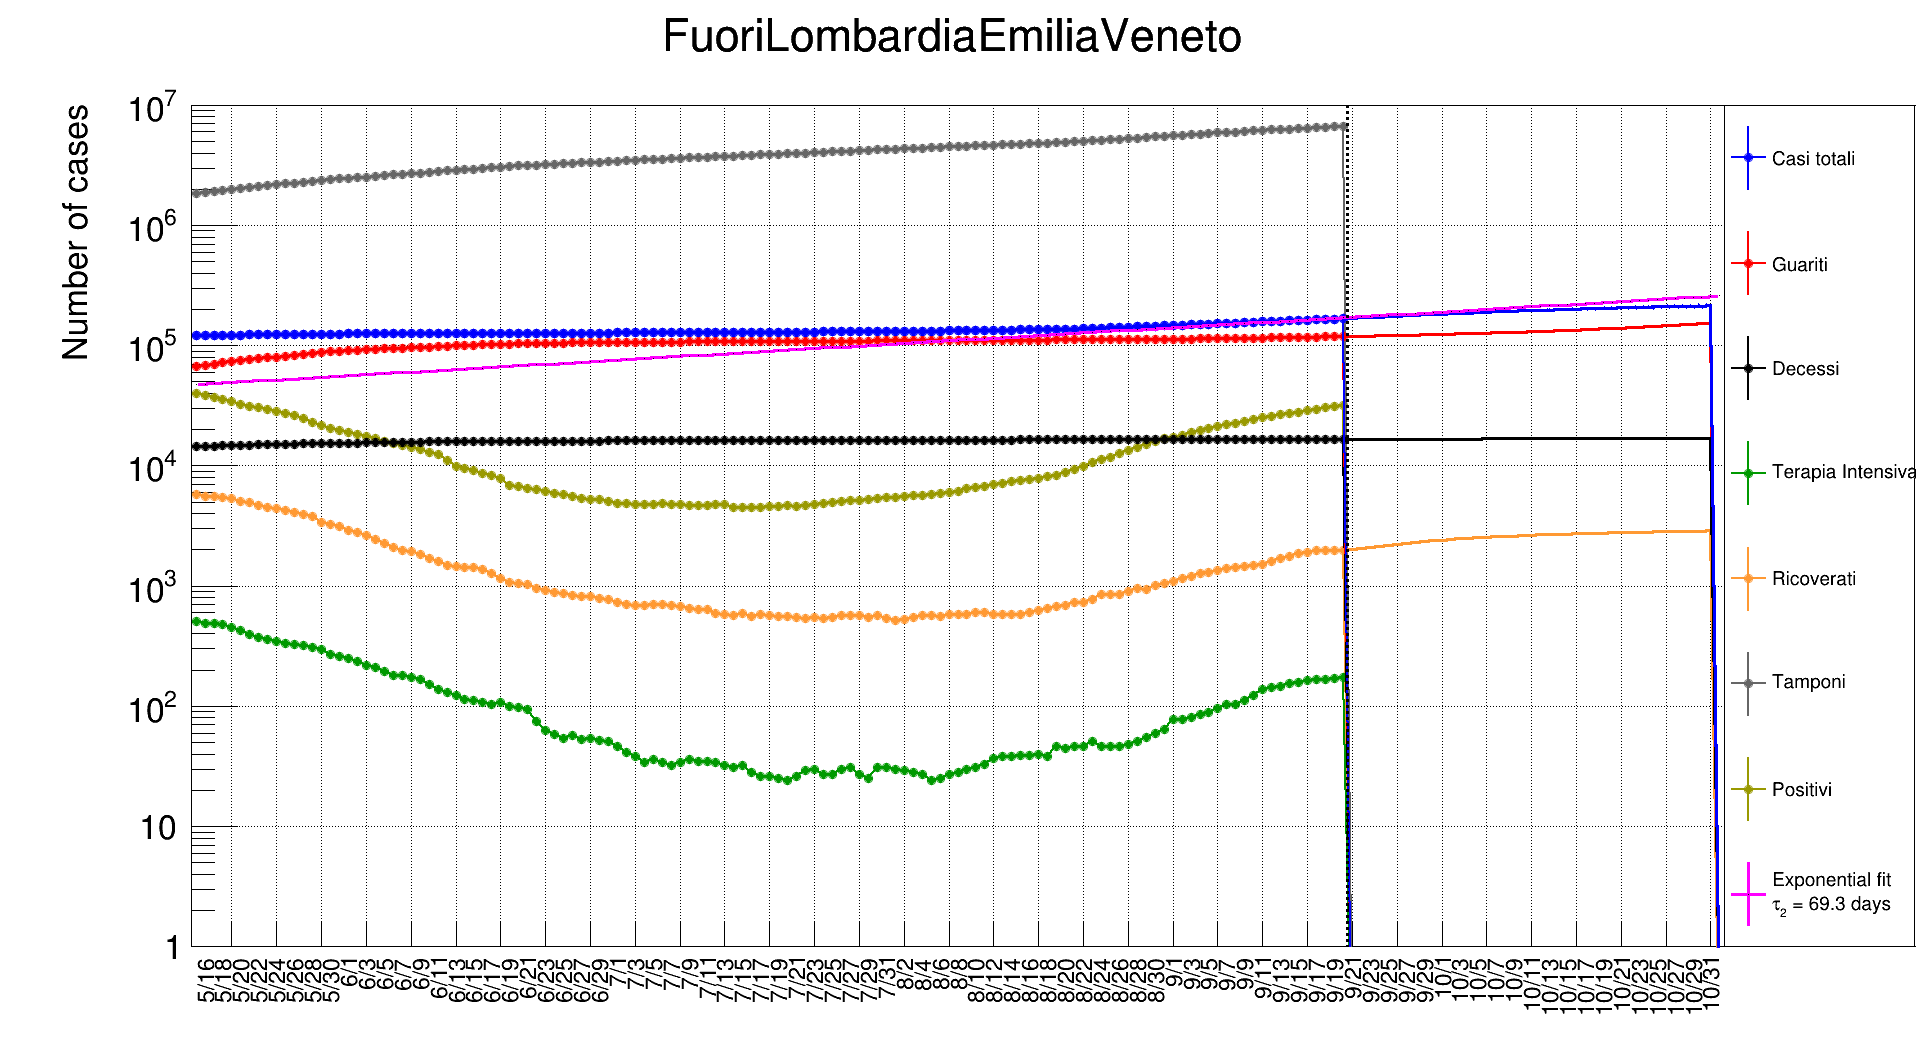 FuoriLombardiaEmiliaVeneto
Number of cases
10^7
10^6
10^5
10^4
10^3
10^2
10
1
5/16 5/18 5/20 5/22 5/24 5/26 5/28 5/30 6/1 6/3 6/5 6/7 6/9 6/11 6/13 6/15 6/17 6/19 6/21 6/23 6/25 6/27 6/29 7/1 7/3 7/5 7/7 7/9 7/11 7/13 7/15 7/17 7/19 7/21 7/23 7/25 7/27 7/29 7/31 8/2 8/4 8/6 8/8 8/10 8/12 8/14 8/16 8/18 8/20 8/22 8/24 8/26 8/28 8/30 9/1 9/3 9/5 9/7 9/9 9/11 9/13 9/15 9/17 9/19 9/21 9/23 9/25 9/27 9/29 10/1 10/3 10/5 10/7 10/9 10/11 10/13 10/15 10/17 10/19 10/21 10/23 10/25 10/27 10/29 10/31
Casi totali
Guariti
Decessi
Terapia Intensiva
Ricoverati
Tamponi
Positivi
Exponential fit
τ₂ = 69.3 days